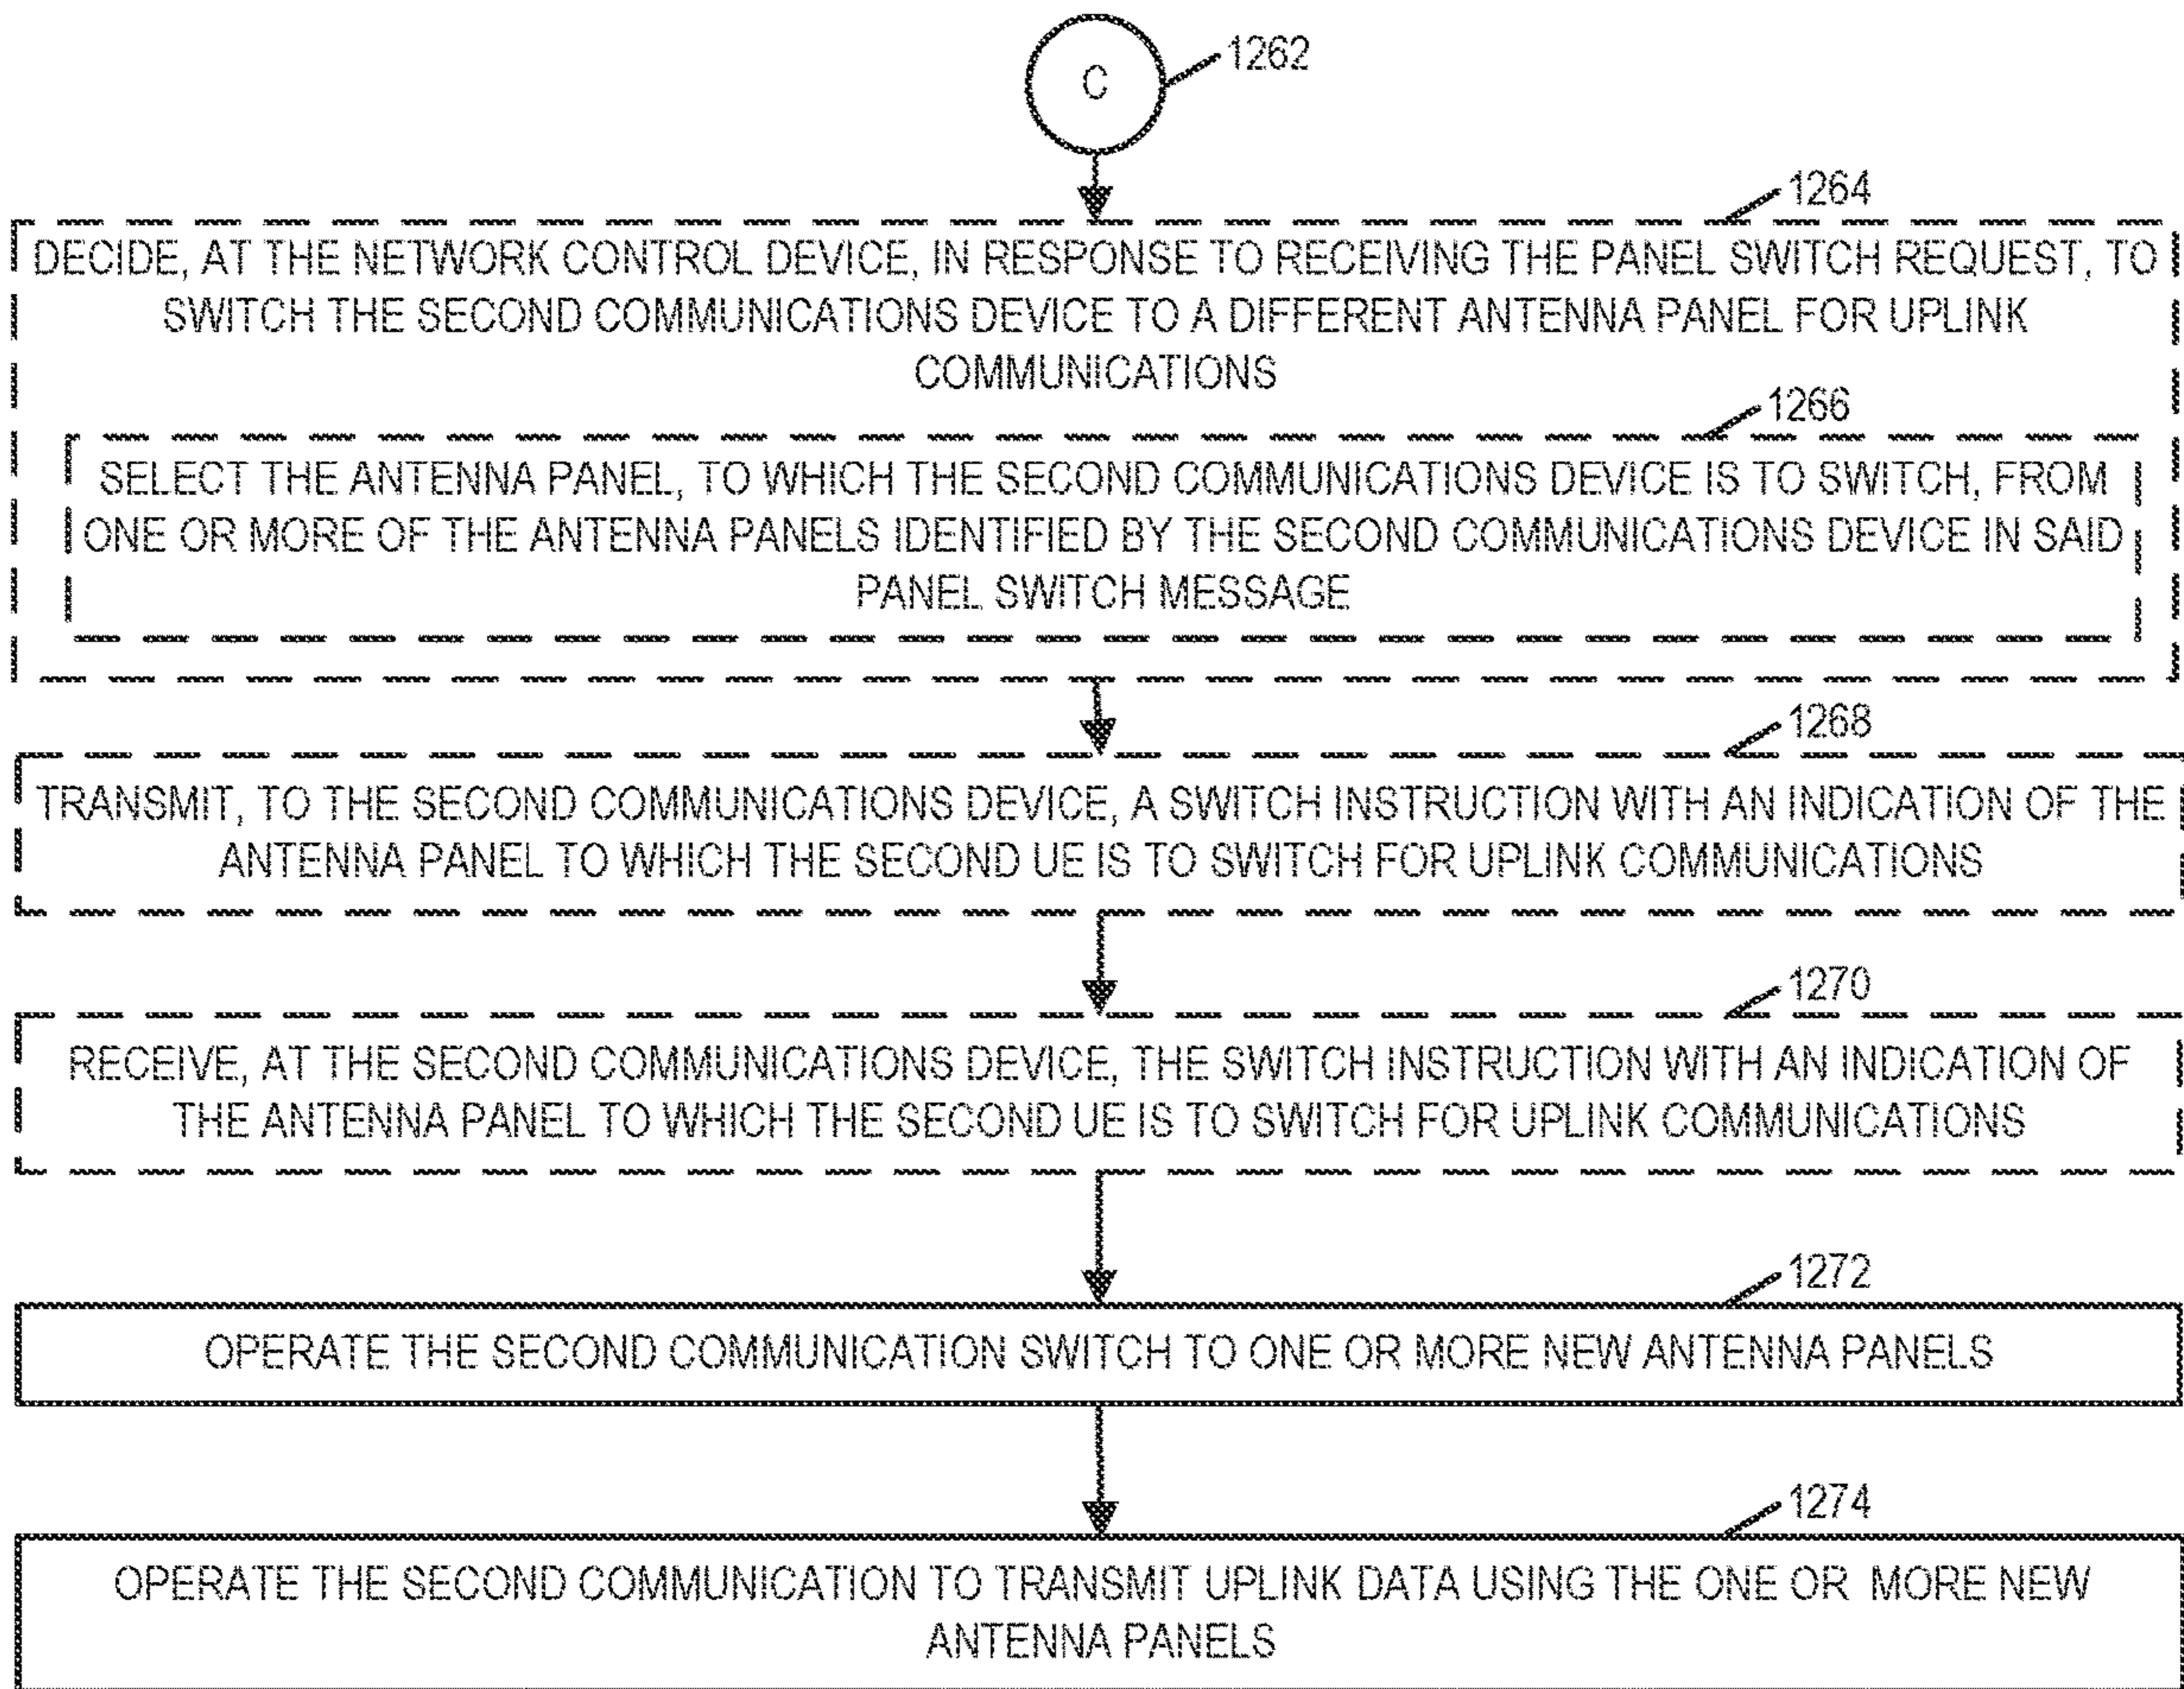 C
1262
1264
DECIDE, AT THE NETWORK CONTROL DEVICE, IN RESPONSE TO RECEIVING THE PANEL SWITCH REQUEST, TO
SWITCH THE SECOND COMMUNICATIONS DEVICE TO A DIFFERENT ANTENNA PANEL FOR UPLINK
COMMUNICATIONS
1266
SELECT THE ANTENNA PANEL, TO WHICH THE SECOND COMMUNICATIONS DEVICE IS TO SWITCH, FROM
ONE OR MORE OF THE ANTENNA PANELS IDENTIFIED BY THE SECOND COMMUNICATIONS DEVICE IN SAID
PANEL SWITCH MESSAGE
1268
TRANSMIT, TO THE SECOND COMMUNICATIONS DEVICE, A SWITCH INSTRUCTION WITH AN INDICATION OF THE
ANTENNA PANEL TO WHICH THE SECOND UE IS TO SWITCH FOR UPLINK COMMUNICATIONS
1270
RECEIVE, AT THE SECOND COMMUNICATIONS DEVICE, THE SWITCH INSTRUCTION WITH AN INDICATION OF
THE ANTENNA PANEL TO WHICH THE SECOND UE IS TO SWITCH FOR UPLINK COMMUNICATIONS
1272
OPERATE THE SECOND COMMUNICATION SWITCH TO ONE OR MORE NEW ANTENNA PANELS
1274
OPERATE THE SECOND COMMUNICATION TO TRANSMIT UPLINK DATA USING THE ONE OR MORE NEW
ANTENNA PANELS